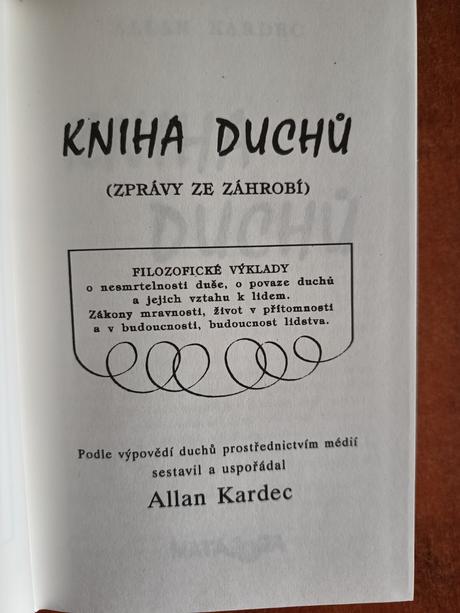 KNIHA DUCHŮ
(ZPRÁVY ZE ZÁHROBÍ)
FILOZOFICKÉ VÝKLADY
o nesmrtelnosti duše, o povaze duchů
a jejich vztahu k lidem.
Zákony mravnosti, život v přítomnosti
a v budoucnosti, budoucnost lidstva.
Podle výpovědí duchů prostřednictvím médií
sestavil a uspořádal
Allan Kardec